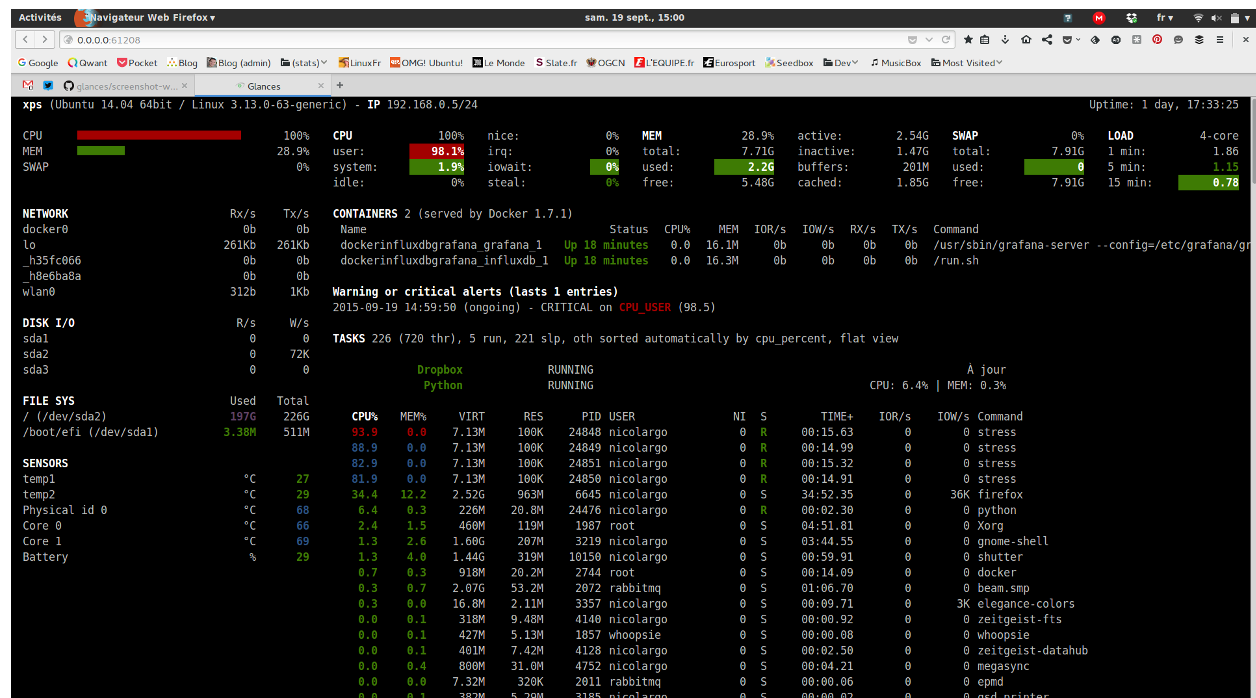 Activités Navigateur Web Firefox ▾ sam. 19 sept., 15:00 fr ▾
0.0.0.0:61208
Google Qwant Pocket Blog Blog (admin) (stats) LinuxFr OMG! Ubuntu! Le Monde Slate.fr OGCN L'EQUIPE.fr Eurosport Seedbox Dev MusicBox Most Visited
glances/screenshot-w... × Glances × +
xps (Ubuntu 14.04 64bit / Linux 3.13.0-63-generic) - IP 192.168.0.5/24 Uptime: 1 day, 17:33:25
CPU 100% CPU 100% nice: 0% MEM 28.9% active: 2.54G SWAP 0% LOAD 4-core
MEM 28.9% user: 98.1% irq: 0% total: 7.71G inactive: 1.47G total: 7.91G 1 min: 1.86
SWAP 0% system: 1.9% iowait: 0% used: 2.2G buffers: 201M used: 0 5 min: 1.15
idle: 0% steal: 0% free: 5.48G cached: 1.85G free: 7.91G 15 min: 0.78
NETWORK Rx/s Tx/s CONTAINERS 2 (served by Docker 1.7.1)
docker0 0b 0b Name Status CPU% MEM IOR/s IOW/s RX/s TX/s Command
lo 261Kb 261Kb dockerinfluxdbgrafana_grafana_1 Up 18 minutes 0.0 16.1M 0b 0b 0b 0b /usr/sbin/grafana-server --config=/etc/grafana/gr
_h35fc066 0b 0b dockerinfluxdbgrafana_influxdb_1 Up 18 minutes 0.0 16.3M 0b 0b 0b 0b /run.sh
_h8e6ba8a 0b 0b
wlan0 312b 1Kb Warning or critical alerts (lasts 1 entries)
2015-09-19 14:59:50 (ongoing) - CRITICAL on CPU_USER (98.5)
DISK I/O R/s W/s
sda1 0 0 TASKS 226 (720 thr), 5 run, 221 slp, oth sorted automatically by cpu_percent, flat view
sda2 0 72K
sda3 0 0 Dropbox RUNNING À jour
Python RUNNING CPU: 6.4% | MEM: 0.3%
FILE SYS Used Total
/ (/dev/sda2) 197G 226G CPU% MEM% VIRT RES PID USER NI S TIME+ IOR/s IOW/s Command
/boot/efi (/dev/sda1) 3.38M 511M 93.9 0.0 7.13M 100K 24848 nicolargo 0 R 00:15.63 0 0 stress
88.9 0.0 7.13M 100K 24849 nicolargo 0 R 00:14.99 0 0 stress
SENSORS 82.9 0.0 7.13M 100K 24851 nicolargo 0 R 00:15.32 0 0 stress
temp1 °C 27 81.9 0.0 7.13M 100K 24850 nicolargo 0 R 00:14.91 0 0 stress
temp2 °C 29 34.4 12.2 2.52G 963M 6645 nicolargo 0 S 34:52.35 0 36K firefox
Physical id 0 °C 68 6.4 0.3 226M 20.8M 24476 nicolargo 0 R 00:02.30 0 0 python
Core 0 °C 66 2.4 1.5 460M 119M 1987 root 0 S 04:51.81 0 0 Xorg
Core 1 °C 69 1.3 2.6 1.60G 207M 3219 nicolargo 0 S 03:44.55 0 0 gnome-shell
Battery % 29 1.3 4.0 1.44G 319M 10150 nicolargo 0 S 00:59.91 0 0 shutter
0.7 0.3 918M 20.2M 2744 root 0 S 00:14.09 0 0 docker
0.3 0.7 2.07G 53.2M 2072 rabbitmq 0 S 01:06.70 0 0 beam.smp
0.3 0.0 16.8M 2.11M 3357 nicolargo 0 S 00:09.71 0 3K elegance-colors
0.0 0.1 318M 9.48M 4140 nicolargo 0 S 00:00.92 0 0 zeitgeist-fts
0.0 0.1 427M 5.13M 1857 whoopsie 0 S 00:00.08 0 0 whoopsie
0.0 0.1 401M 7.42M 4128 nicolargo 0 S 00:02.50 0 0 zeitgeist-datahub
0.0 0.4 800M 31.0M 4752 nicolargo 0 S 00:04.21 0 0 megasync
0.0 0.0 7.32M 320K 2011 rabbitmq 0 S 00:00.06 0 0 epmd
0.0 0.1 382M 5.29M 3185 nicolargo 0 S 00:00.02 0 0 gsd-printer